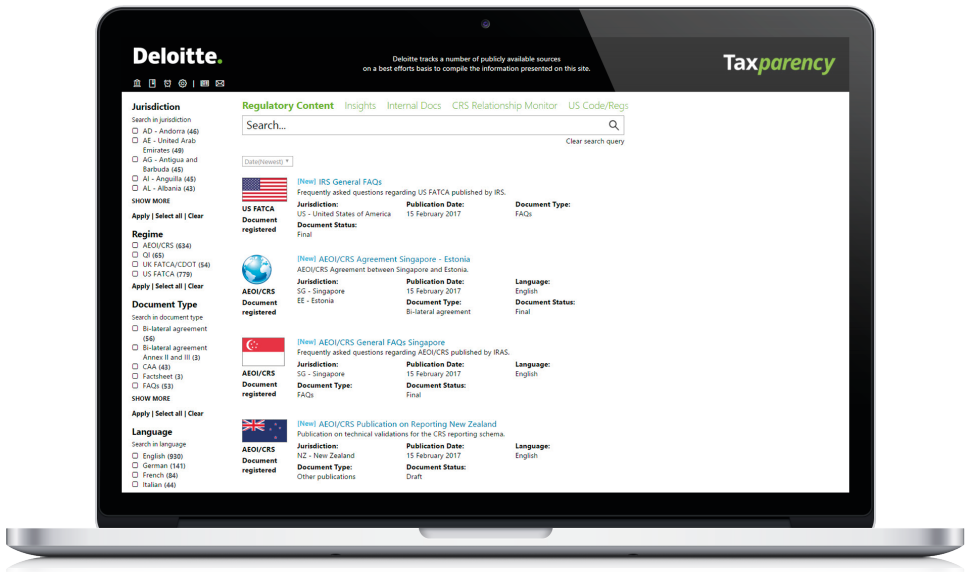 Deloitte.
Deloitte tracks a number of publicly available sources
on a best efforts basis to compile the information presented on this site.
Taxparency
Jurisdiction
Search in jurisdiction
AD - Andorra (46)
AE - United Arab
Emirates (49)
AG - Antigua and
Barbuda (45)
AI - Anguilla (45)
AL - Albania (43)
SHOW MORE
Apply | Select all | Clear
Regime
AEOI/CRS (634)
QI (65)
UK FATCA/CDOT (54)
US FATCA (779)
Apply | Select all | Clear
Document Type
Search in document type
Bi-lateral agreement
(56)
Bi-lateral agreement
Annex II and III (3)
CAA (43)
Factsheet (3)
FAQs (53)
SHOW MORE
Apply | Select all | Clear
Language
Search in language
English (930)
German (141)
French (84)
Italian (44)
Regulatory Content Insights Internal Docs CRS Relationship Monitor US Code/Regs
Search...
Clear search query
Date(Newest)
[New] IRS General FAQs
Frequently asked questions regarding US FATCA published by IRS.
US FATCA
Document
registered
Jurisdiction: Publication Date: Document Type:
US - United States of America 15 February 2017 FAQs
Document Status:
Final
[New] AEOI/CRS Agreement Singapore - Estonia
AEOI/CRS Agreement between Singapore and Estonia.
AEOI/CRS
Document
registered
Jurisdiction: Publication Date: Language:
SG - Singapore 15 February 2017 English
EE - Estonia Document Type: Document Status:
Bi-lateral agreement Final
[New] AEOI/CRS General FAQs Singapore
Frequently asked questions regarding AEOI/CRS published by IRAS.
AEOI/CRS
Document
registered
Jurisdiction: Publication Date: Language:
SG - Singapore 15 February 2017 English
Document Type: Document Status:
FAQs Final
[New] AEOI/CRS Publication on Reporting New Zealand
Publication on technical validations for the CRS reporting schema.
AEOI/CRS
Document
registered
Jurisdiction: Publication Date: Language:
NZ - New Zealand 15 February 2017 English
Document Type: Document Status:
Other publications Draft